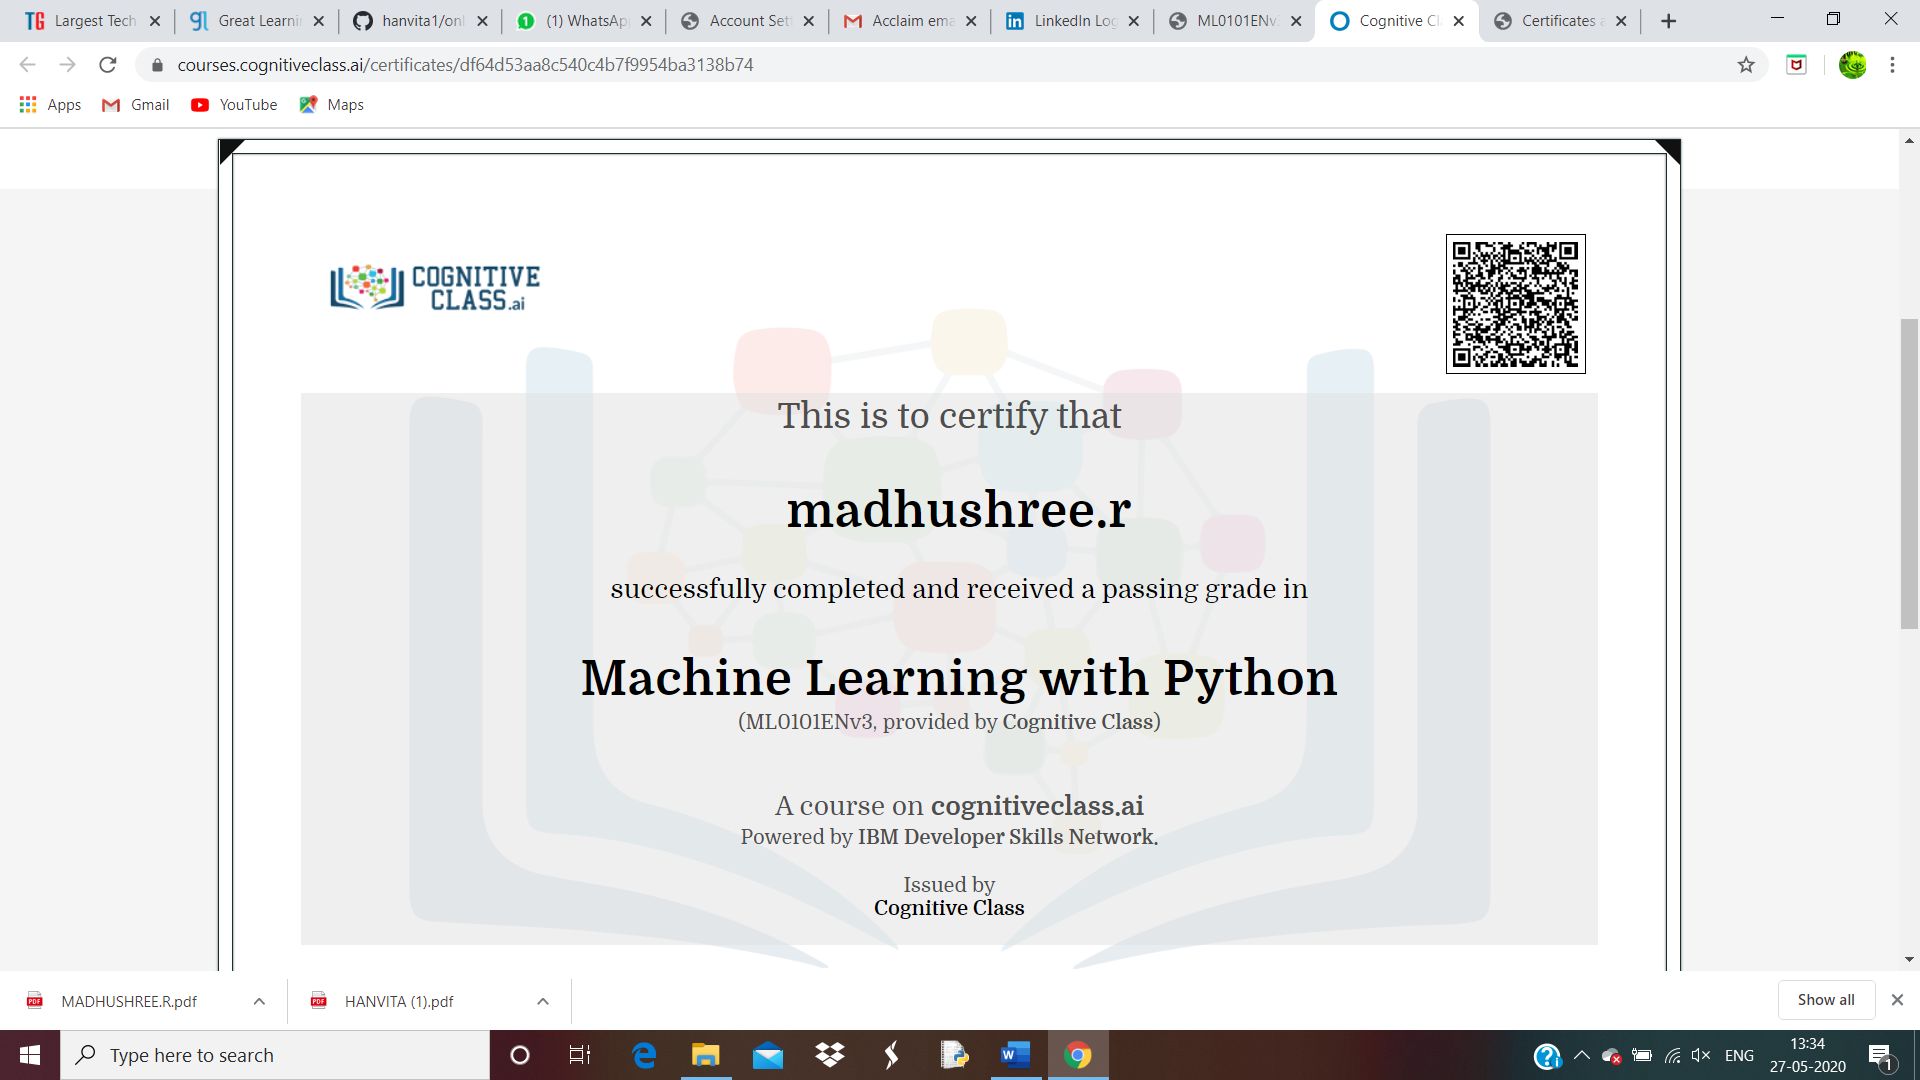 Largest Tech
Great Learni
hanvita1/onl
(1) WhatsAp
Account Set
Acclaim ema
LinkedIn Log
ML0101ENv
Cognitive Cl
Certificates a
courses.cognitiveclass.ai/certificates/df64d53aa8c540c4b7f9954ba3138b74
Apps
Gmail
YouTube
Maps
COGNITIVE
CLASS.ai
This is to certify that
madhushree.r
successfully completed and received a passing grade in
Machine Learning with Python
(ML0101ENv3, provided by Cognitive Class)
A course on cognitiveclass.ai
Powered by IBM Developer Skills Network.
Issued by
Cognitive Class
MADHUSHREE.R.pdf
HANVITA (1).pdf
Show all
Type here to search
ENG
13:34
27-05-2020
1